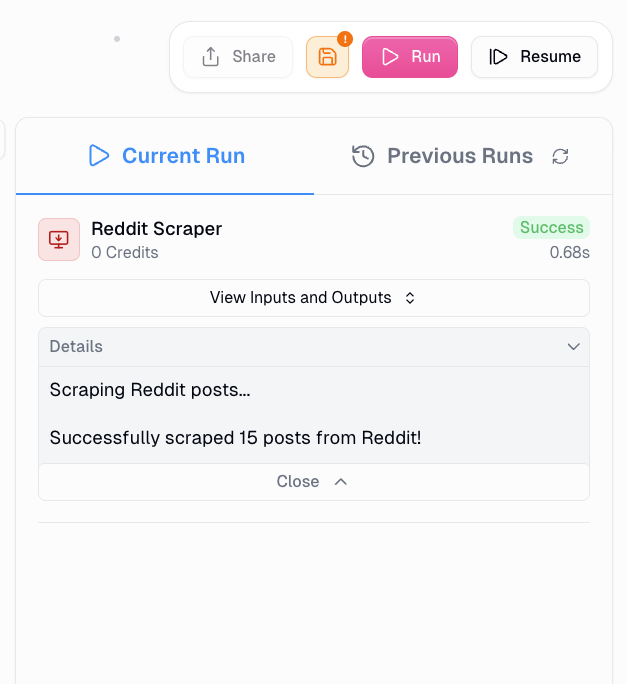 Share
!
Run
Resume
Current Run
Previous Runs
Reddit Scraper
Success
0 Credits
0.68s
View Inputs and Outputs
Details
Scraping Reddit posts...
Successfully scraped 15 posts from Reddit!
Close